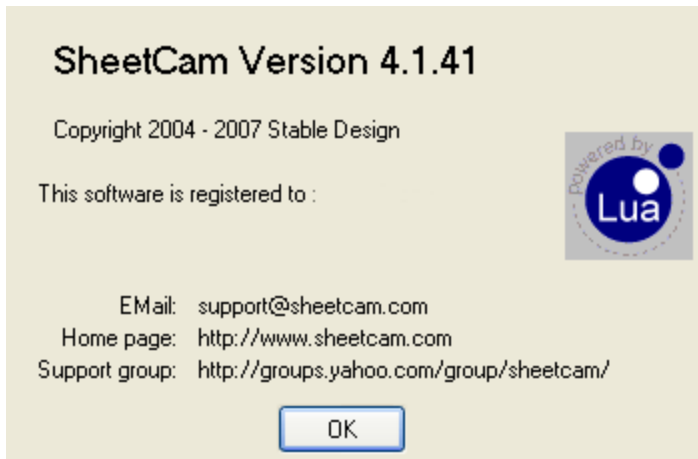 SheetCam Version 4.1.41
Copyright 2004 - 2007 Stable Design
powered by
Lua
This software is registered to :
EMail: support@sheetcam.com
Home page: http://www.sheetcam.com
Support group: http://groups.yahoo.com/group/sheetcam/
OK